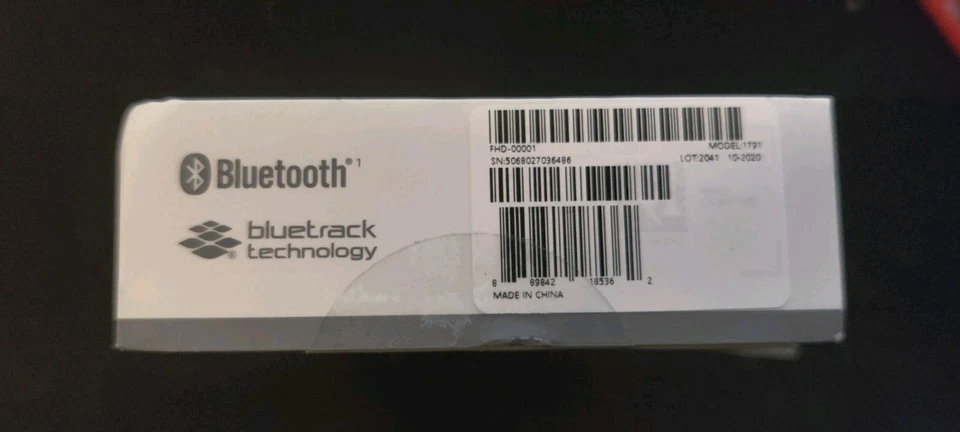 Bluetooth®1
bluetrack
technology®
FHD-00001
MODEL:1791
SN:5068027036486
LOT:2041 10-2020
8 89842 18536 2
MADE IN CHINA